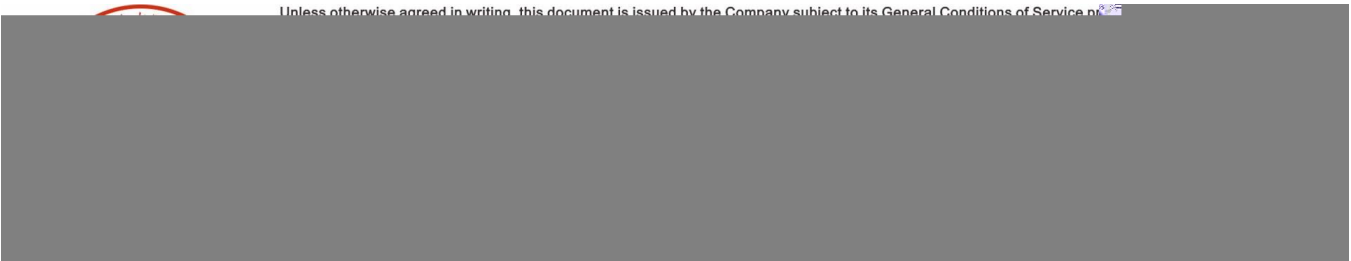 Unless otherwise agreed in writing, this document is issued by the Company subject to its General Conditions of Service